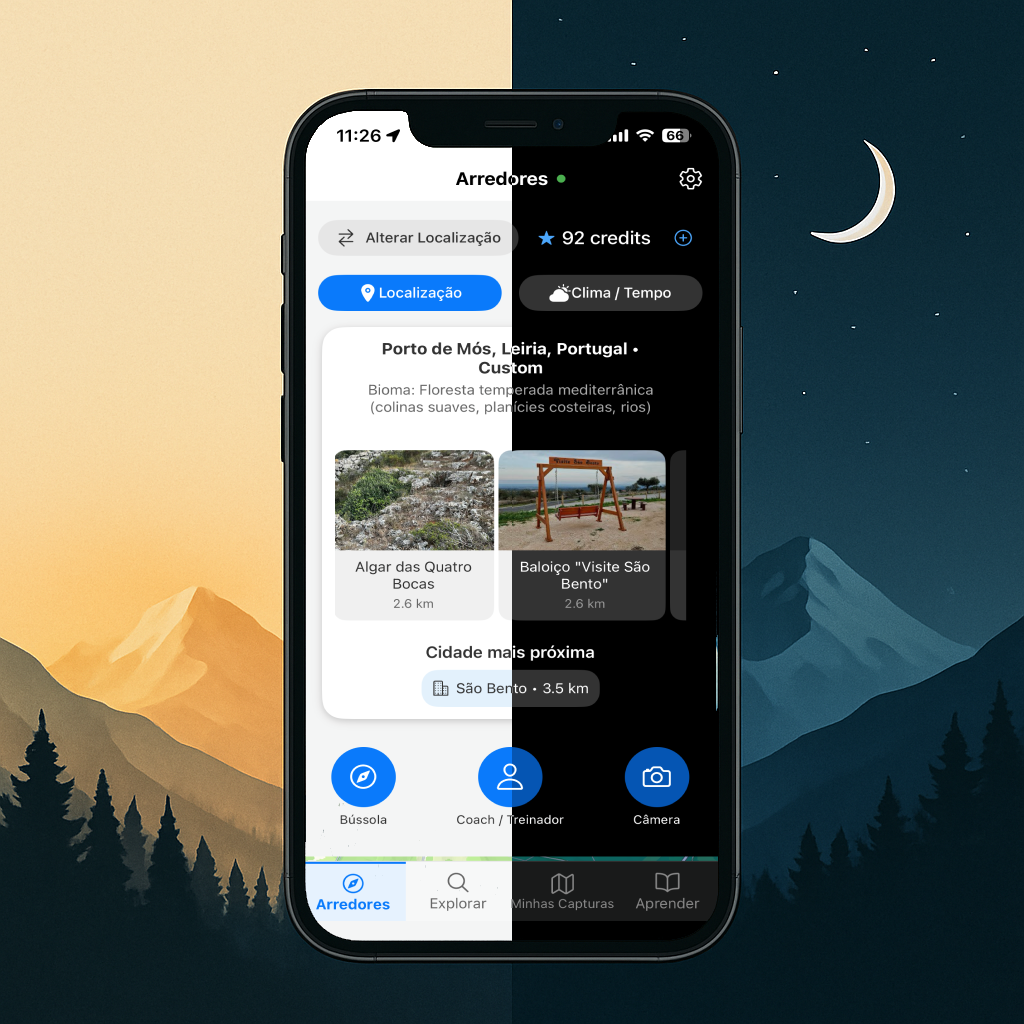 11:26
66
Arredores
Alterar Localização
92 credits
Localização
Clima / Tempo
Porto de Mós, Leiria, Portugal •
Custom
Bioma: Floresta temperada mediterrânica
(colinas suaves, planícies costeiras, rios)
Visite São Bento
Algar das Quatro
Bocas
2.6 km
Baloiço "Visite São
Bento"
2.6 km
Cidade mais próxima
São Bento • 3.5 km
Bússola
Coach / Treinador
Câmera
Arredores
Explorar
Minhas Capturas
Aprender